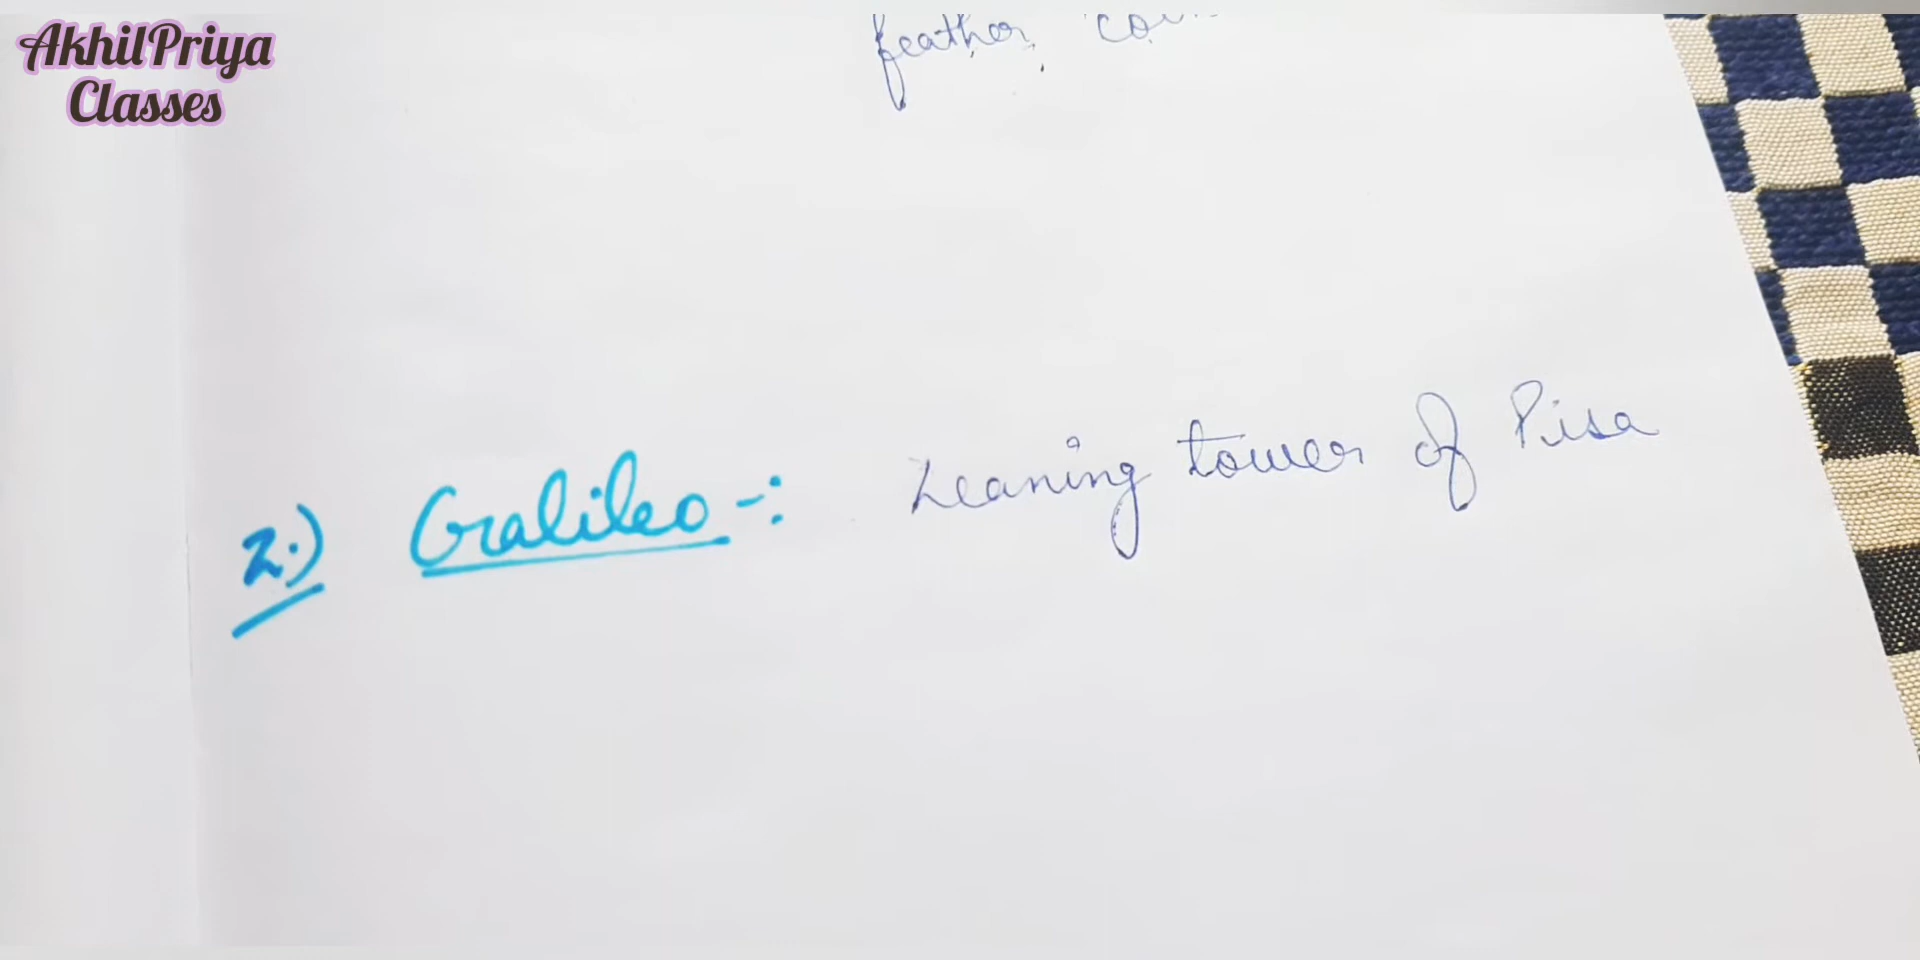 AkhilPriya
Classes
feather,
2.) Galileo -: Leaning tower of Pisa